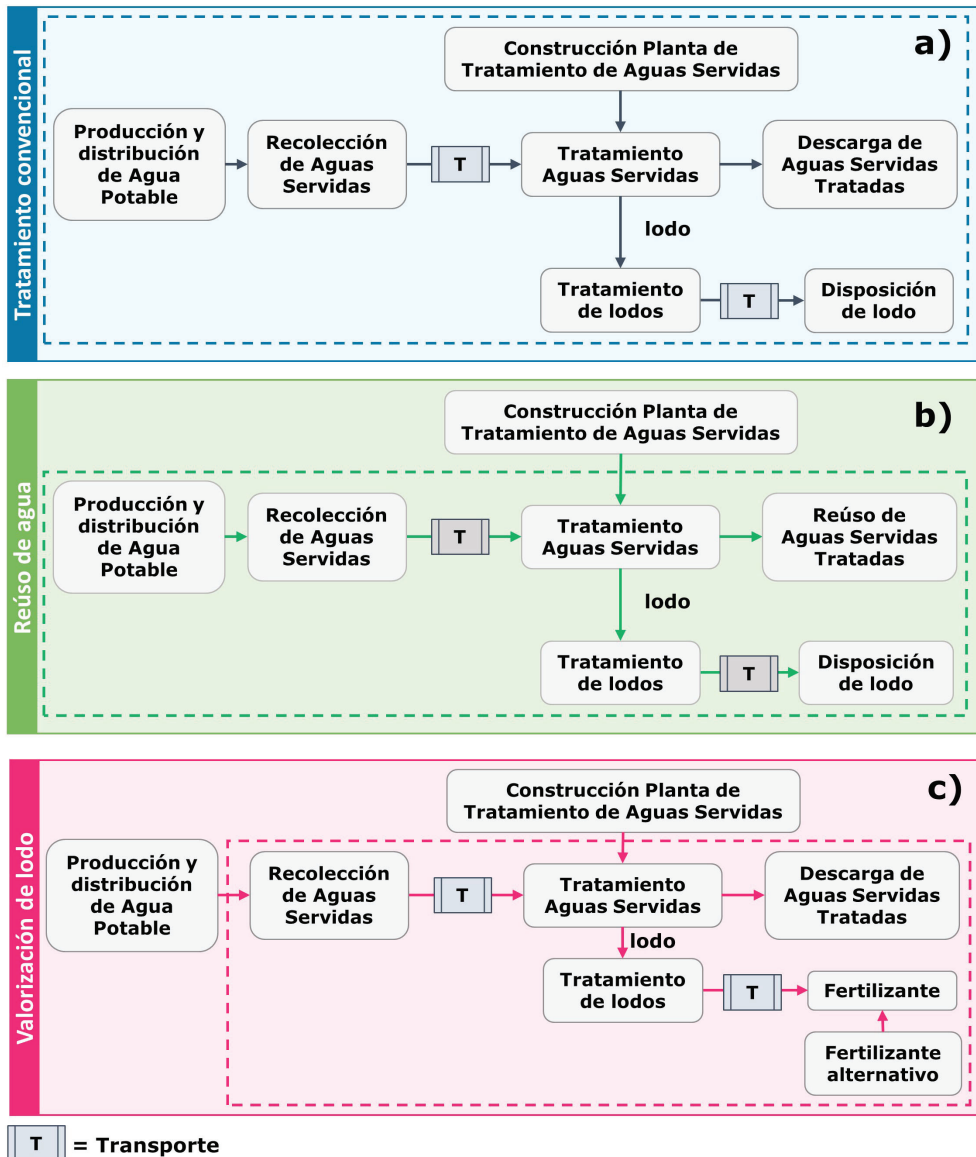 Tratamiento convencional
a)
Construcción Planta de
Tratamiento de Aguas Servidas
Producción y
distribución
de Agua
Potable
Recolección
de Aguas
Servidas
T
Tratamiento
Aguas Servidas
Descarga de
Aguas Servidas
Tratadas
lodo
Tratamiento
de lodos
T
Disposición
de lodo
Reúso de agua
b)
Construcción Planta de
Tratamiento de Aguas Servidas
Producción y
distribución
de Agua
Potable
Recolección
de Aguas
Servidas
T
Tratamiento
Aguas Servidas
Reúso de
Aguas Servidas
Tratadas
lodo
Tratamiento
de lodos
T
Disposición
de lodo
Valorización de lodo
c)
Construcción Planta de
Tratamiento de Aguas Servidas
Producción y
distribución
de Agua
Potable
Recolección
de Aguas
Servidas
T
Tratamiento
Aguas Servidas
Descarga de
Aguas Servidas
Tratadas
lodo
Tratamiento
de lodos
T
Fertilizante
Fertilizante
alternativo
T = Transporte